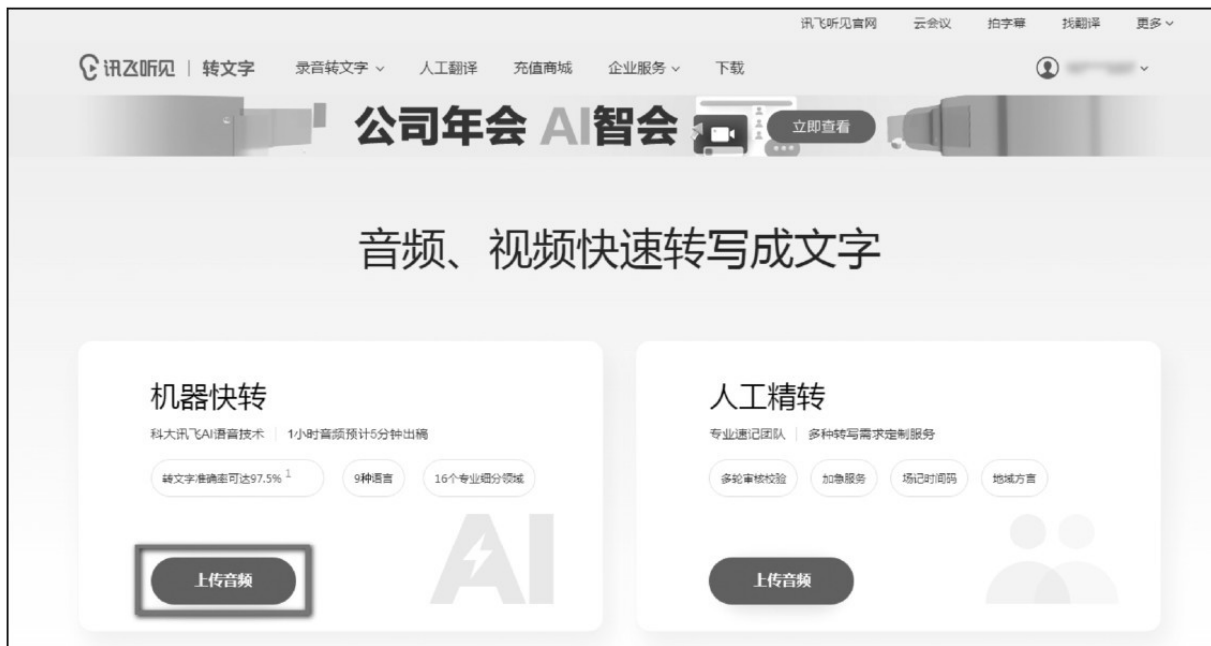 讯飞听见官网 云会议 拍字幕 找翻译 更多
讯飞听见 | 转文字 录音转文字 人工翻译 充值商城 企业服务 下载
公司年会 AI智会 立即查看
音频、视频快速转写成文字
机器快转
科大讯飞AI语音技术 | 1小时音频预计5分钟出稿
转文字准确率可达97.5% 1 9种语言 16个专业细分领域
AI
上传音频
人工精转
专业速记团队 | 多种转写需求定制服务
多轮审核校验 加急服务 场记时间码 地域方言
上传音频